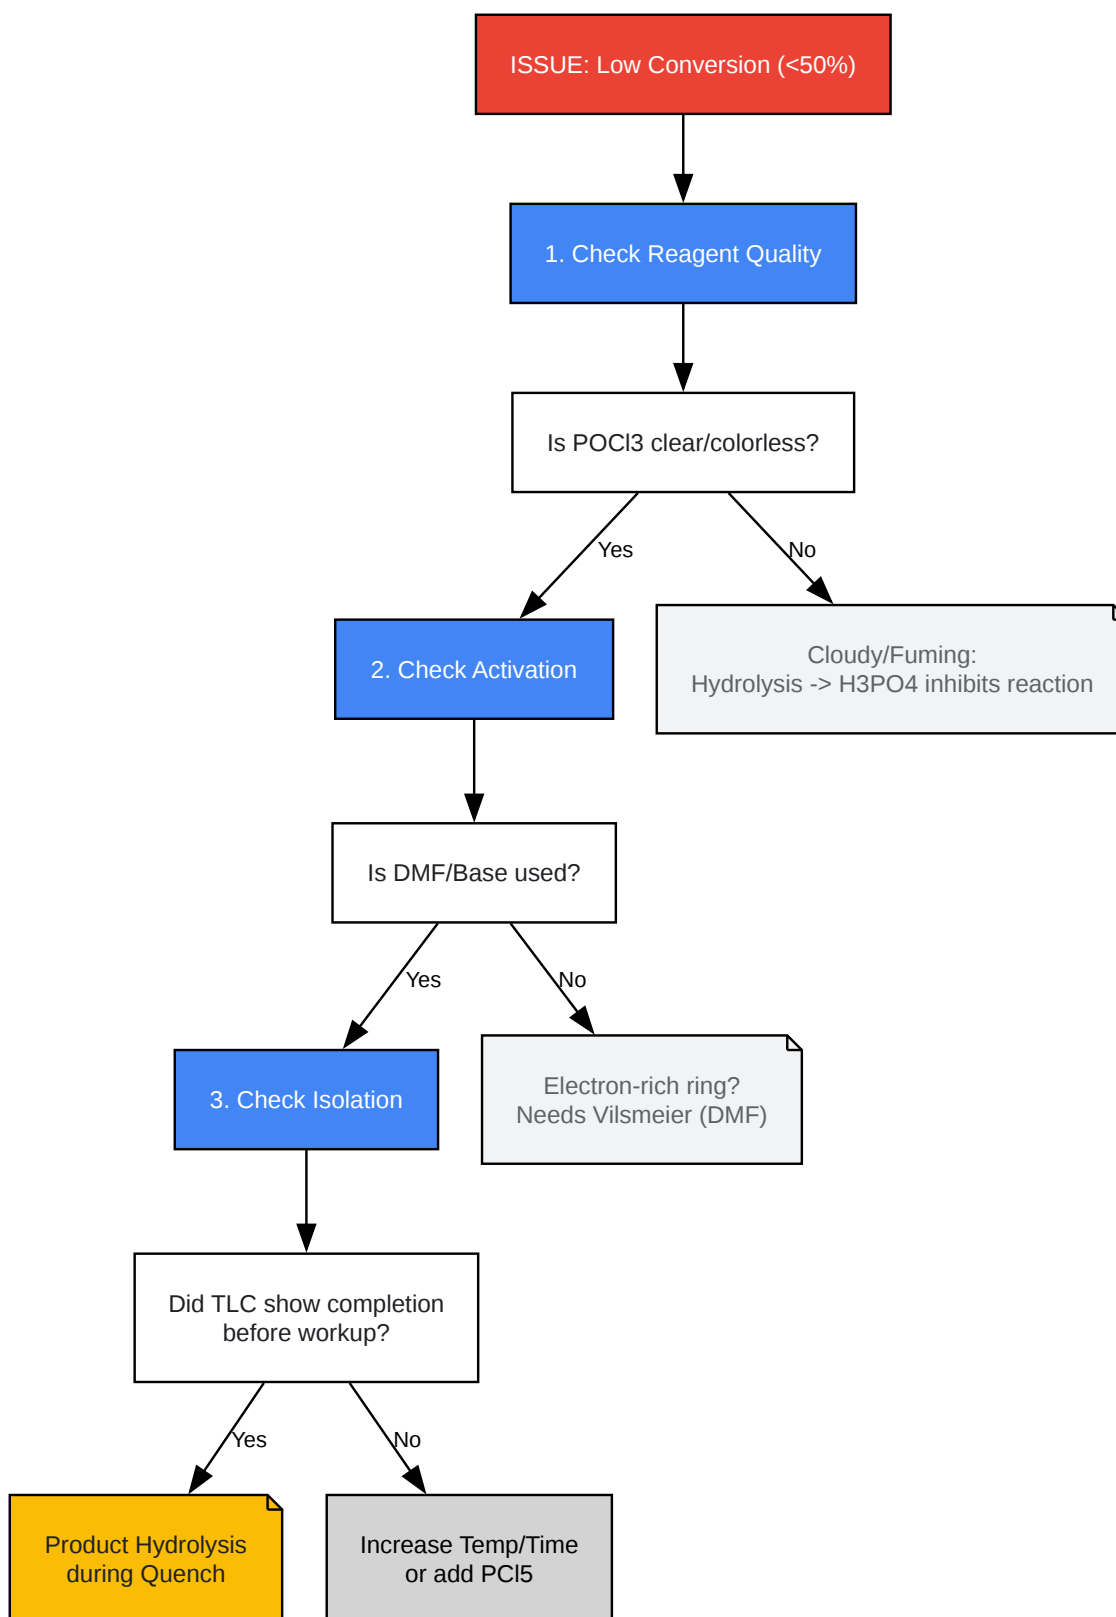 ISSUE: Low Conversion (<50%)
1. Check Reagent Quality
Is POCl3 clear/colorless?
Yes
No
2. Check Activation
Cloudy/Fuming:
Hydrolysis -> H3PO4 inhibits reaction
Is DMF/Base used?
Yes
No
3. Check Isolation
Electron-rich ring?
Needs Vilsmeier (DMF)
Did TLC show completion
before workup?
Yes
No
Product Hydrolysis
during Quench
Increase Temp/Time
or add PCl5